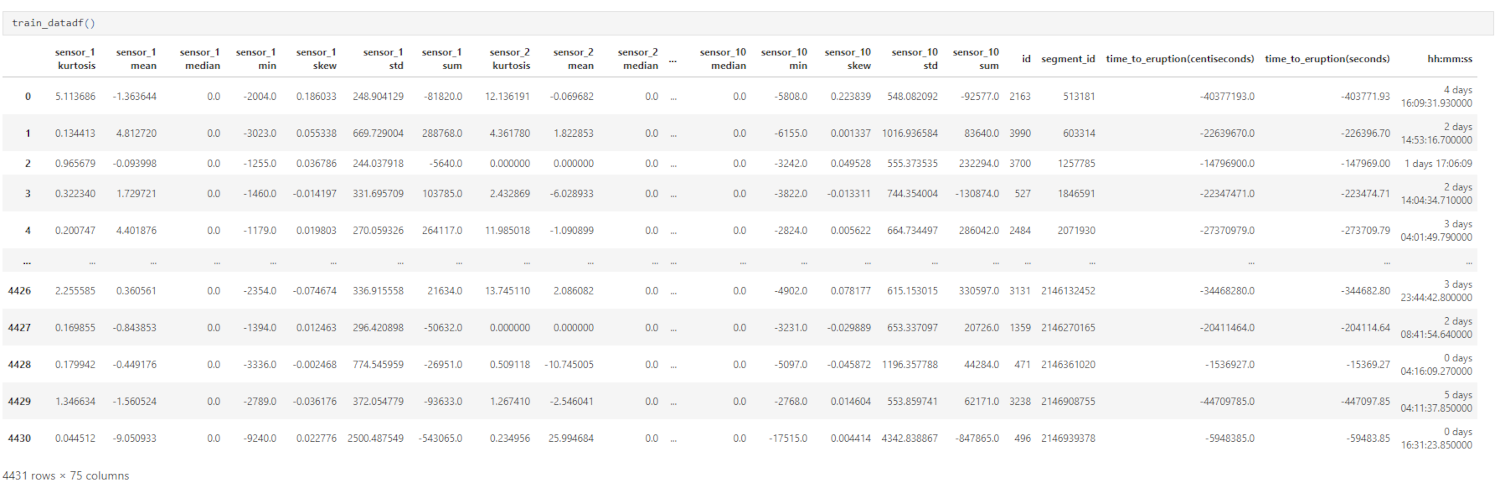 train_datadf()
sensor_1 sensor_1 sensor_1 sensor_1 sensor_1 sensor_1 sensor_1 sensor_2 sensor_2 sensor_2 ... sensor_10 sensor_10 sensor_10 sensor_10 sensor_10 id segment_id time_to_eruption(centiseconds) time_to_eruption(seconds) hh:mm:ss
kurtosis mean median min skew std sum kurtosis mean median median min skew std sum
0 5.113686 -1.363644 0.0 -2004.0 0.186033 248.904129 -81820.0 12.136191 -0.069682 0.0 ... 0.0 -5808.0 0.223839 548.082092 -92577.0 2163 513181 -40377193.0 -403771.93 4 days
16:09:31.930000
1 0.134413 4.812720 0.0 -3023.0 0.055338 669.729004 288768.0 4.361780 1.822853 0.0 ... 0.0 -6155.0 0.001337 1016.936584 83640.0 3990 603314 -22639670.0 -226396.70 2 days
14:53:16.700000
2 0.965679 -0.093998 0.0 -1255.0 0.036786 244.037918 -5640.0 0.000000 0.000000 0.0 ... 0.0 -3242.0 0.049528 555.373535 232294.0 3700 1257785 -14796900.0 -147969.00 1 days 17:06:09
3 0.322340 1.729721 0.0 -1460.0 -0.014197 331.695709 103785.0 2.432869 -6.028933 0.0 ... 0.0 -3822.0 -0.013311 744.354004 -130874.0 527 1846591 -22347471.0 -223474.71 2 days
14:04:34.710000
4 0.200747 4.401876 0.0 -1179.0 0.019803 270.059326 264117.0 11.985018 -1.090899 0.0 ... 0.0 -2824.0 0.005622 664.734497 286042.0 2484 2071930 -27370979.0 -273709.79 3 days
04:01:49.790000
... ... ... ... ... ... ... ... ... ... ... ... ... ... ... ... ... ... ... ... ... ...
4426 2.255585 0.360561 0.0 -2354.0 -0.074674 336.915558 21634.0 13.745110 2.086082 0.0 ... 0.0 -4902.0 0.078177 615.153015 330597.0 3131 2146132452 -34468280.0 -344682.80 3 days
23:44:42.800000
4427 0.169855 -0.843853 0.0 -1394.0 0.012463 296.420898 -50632.0 0.000000 0.000000 0.0 ... 0.0 -3231.0 -0.029889 653.337097 20726.0 1359 2146270165 -20411464.0 -204114.64 2 days
08:41:54.640000
4428 0.179942 -0.449176 0.0 -3336.0 -0.002468 774.545959 -26951.0 0.509118 -10.745005 0.0 ... 0.0 -5097.0 -0.045872 1196.357788 44284.0 471 2146361020 -1536927.0 -15369.27 0 days
04:16:09.270000
4429 1.346634 -1.560524 0.0 -2789.0 -0.036176 372.054779 -93633.0 1.267410 -2.546041 0.0 ... 0.0 -2768.0 0.014604 553.859741 62171.0 3238 2146908755 -44709785.0 -447097.85 5 days
04:11:37.850000
4430 0.044512 -9.050933 0.0 -9240.0 0.022776 2500.487549 -543065.0 0.234956 25.994684 0.0 ... 0.0 -17515.0 0.004414 4342.838867 -847865.0 496 2146939378 -5948385.0 -59483.85 0 days
16:31:23.850000
4431 rows × 75 columns